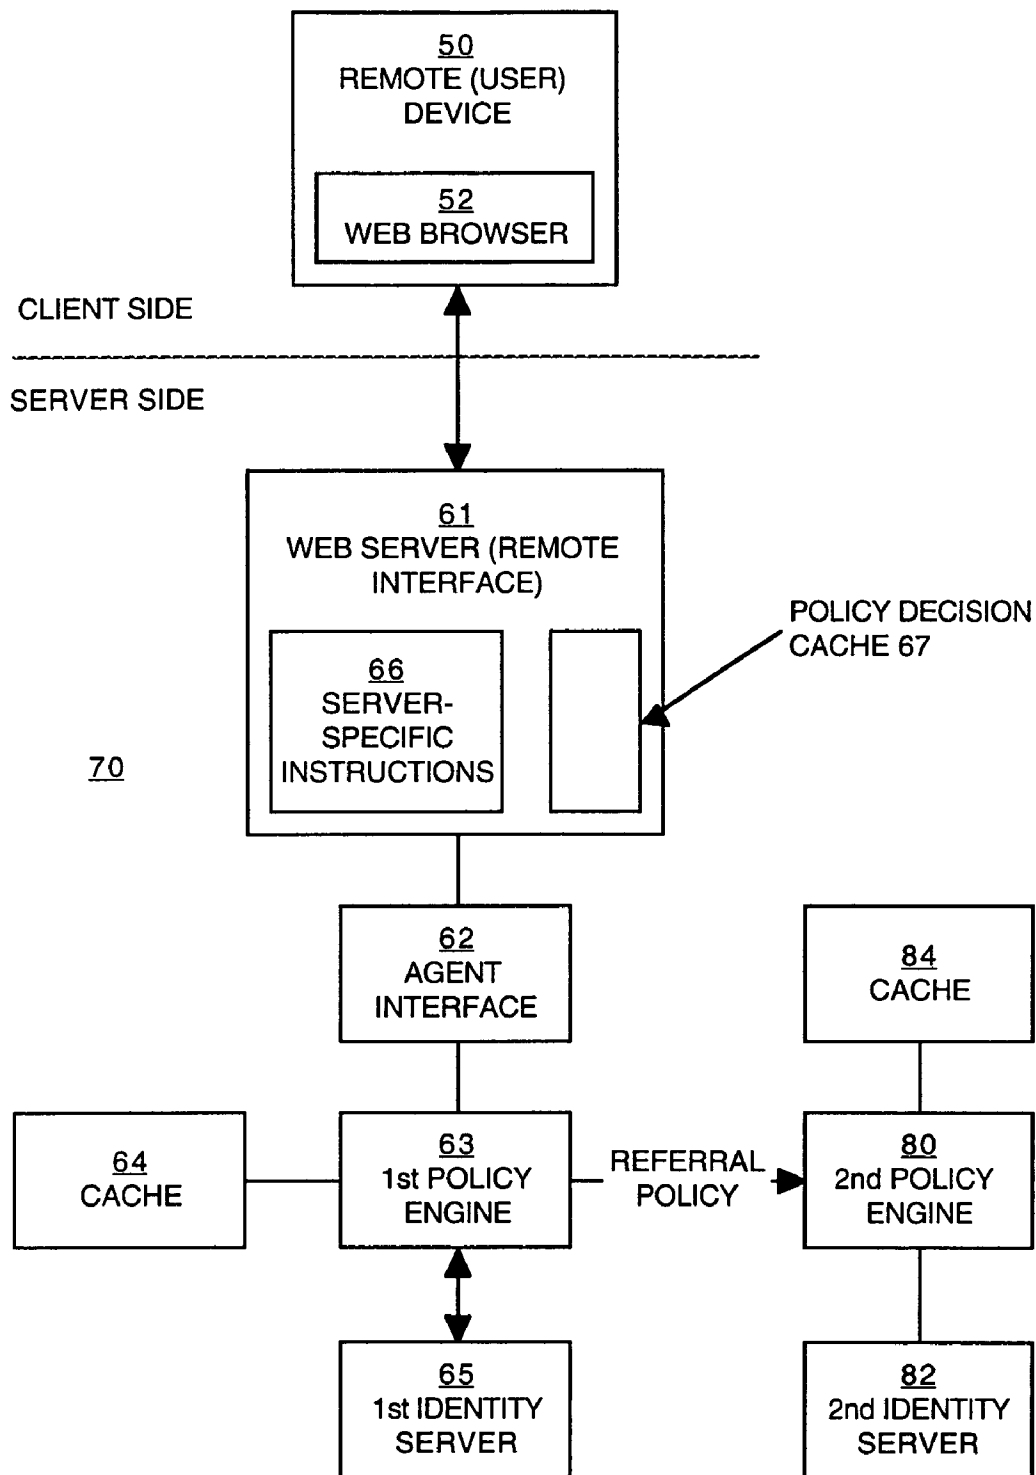 50
REMOTE (USER)
DEVICE
52
WEB BROWSER
CLIENT SIDE
SERVER SIDE
61
WEB SERVER (REMOTE
INTERFACE)
POLICY DECISION
CACHE 67
66
SERVER-
SPECIFIC
INSTRUCTIONS
70
62
AGENT
INTERFACE
84
CACHE
64
CACHE
63
1st POLICY
ENGINE
REFERRAL
POLICY
80
2nd POLICY
ENGINE
65
1st IDENTITY
SERVER
82
2nd IDENTITY
SERVER